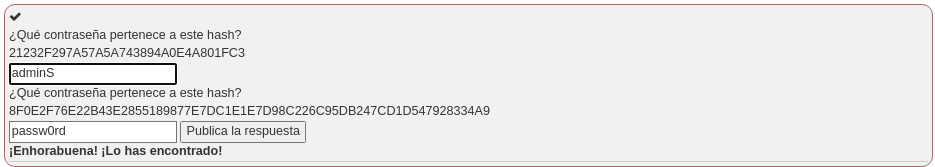 ¿Qué contraseña pertenece a este hash?
21232F297A57A5A743894A0E4A801FC3
adminS
¿Qué contraseña pertenece a este hash?
8F0E2F76E22B43E2855189877E7DC1E1E7D98C226C95DB247CD1D547928334A9
passw0rd Publica la respuesta
¡Enhorabuena! ¡Lo has encontrado!